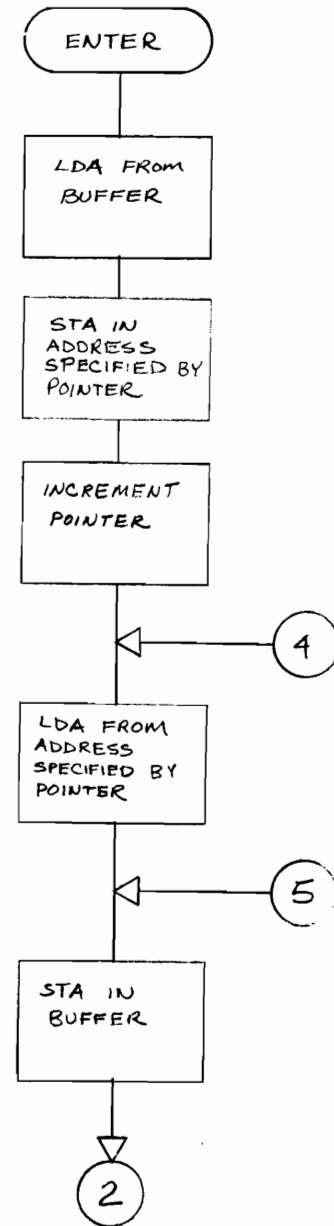 ENTER
LDA FROM
BUFFER
STA IN
ADDRESS
SPECIFIED BY
POINTER
INCREMENT
POINTER
4
LDA FROM
ADDRESS
SPECIFIED BY
POINTER
5
STA IN
BUFFER
2